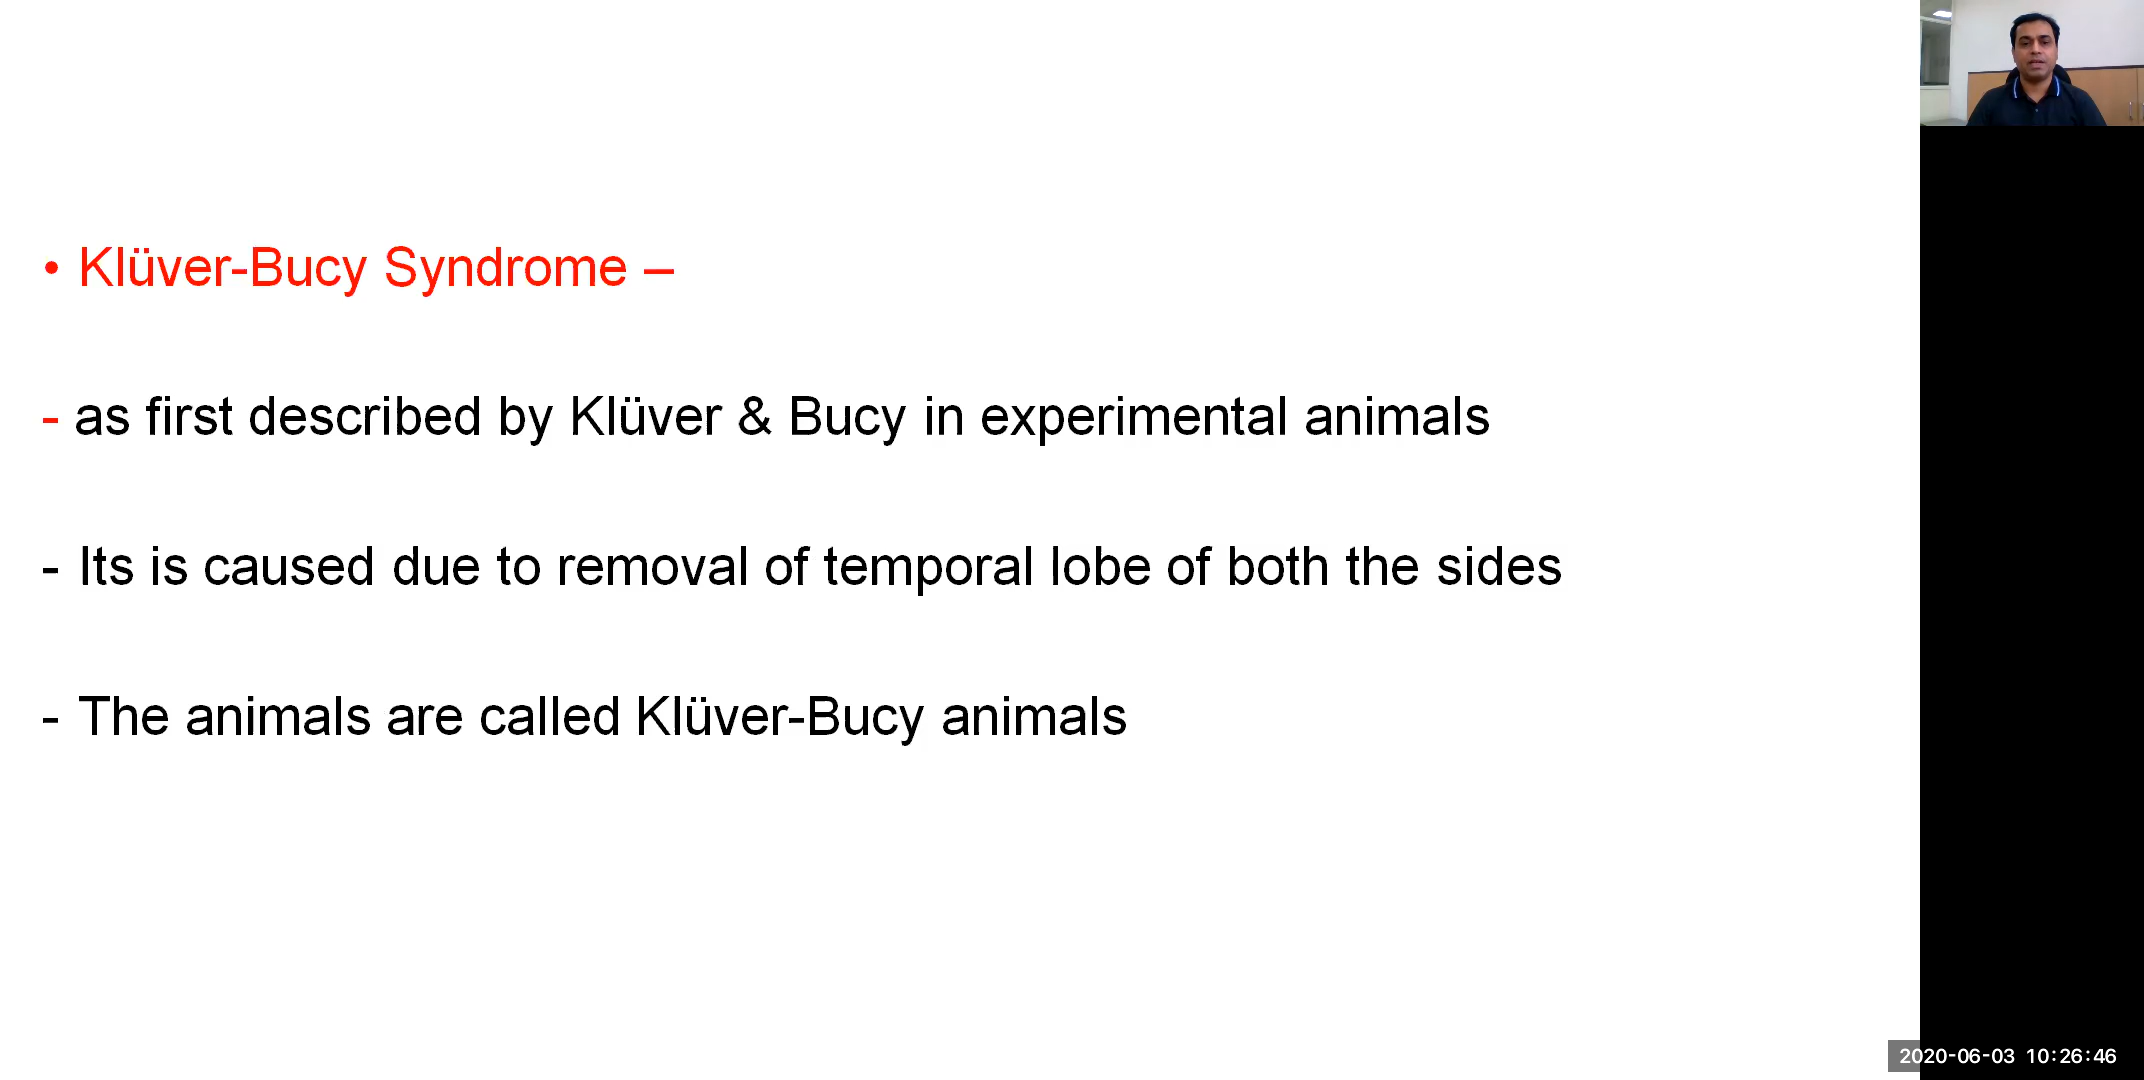 • Klüver-Bucy Syndrome –
- as first described by Klüver & Bucy in experimental animals
- Its is caused due to removal of temporal lobe of both the sides
- The animals are called Klüver-Bucy animals
2020-06-03 10:26:46